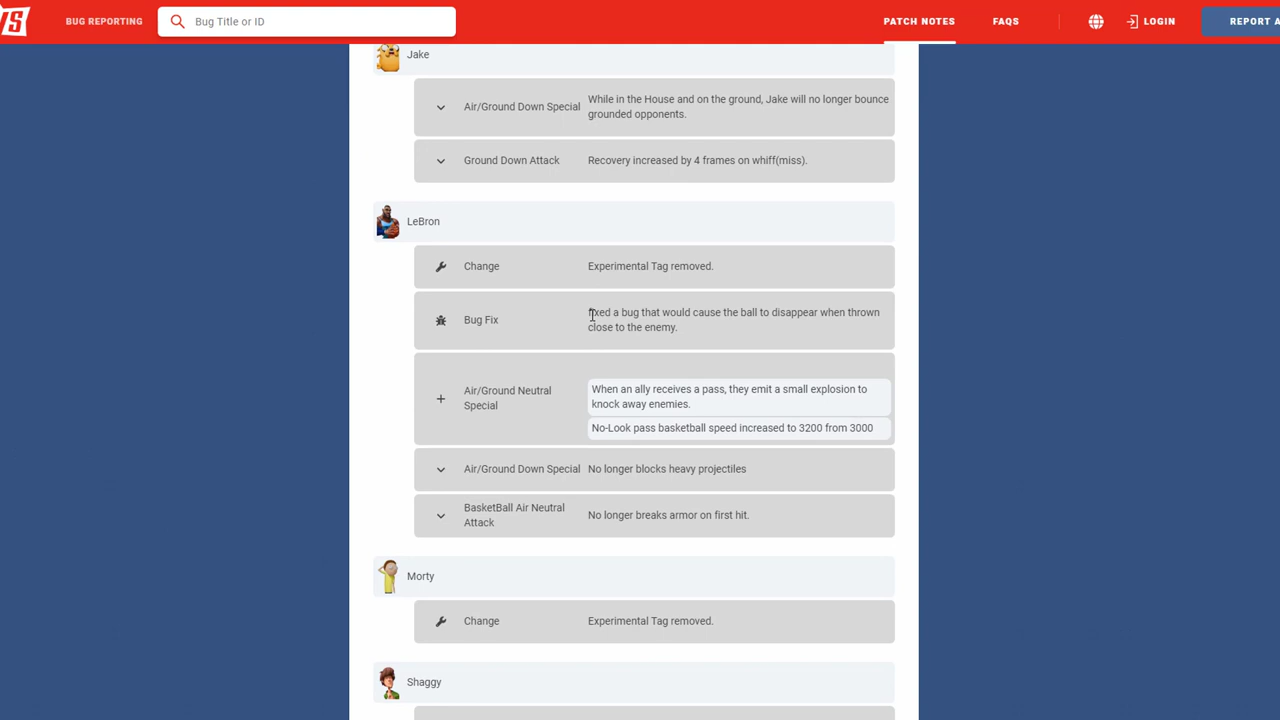 VS
BUG REPORTING
Bug Title or ID
PATCH NOTES
FAQS
LOGIN
REPORT A
Jake
Air/Ground Down Special
While in the House and on the ground, Jake will no longer bounce
grounded opponents.
Ground Down Attack
Recovery increased by 4 frames on whiff(miss).
LeBron
Change
Experimental Tag removed.
Bug Fix
fixed a bug that would cause the ball to disappear when thrown
close to the enemy.
Air/Ground Neutral
Special
When an ally receives a pass, they emit a small explosion to
knock away enemies.
No-Look pass basketball speed increased to 3200 from 3000
Air/Ground Down Special
No longer blocks heavy projectiles
BasketBall Air Neutral
Attack
No longer breaks armor on first hit.
Morty
Change
Experimental Tag removed.
Shaggy